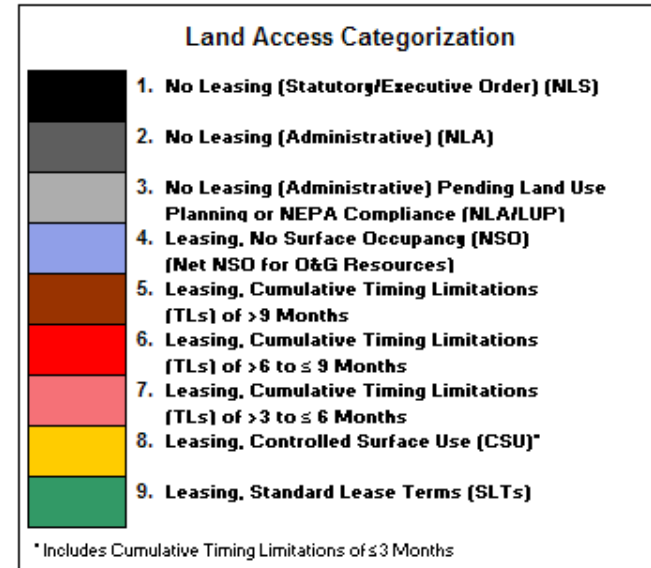 Land Access Categorization
1. No Leasing (Statutory/Executive Order) (NLS)
2. No Leasing (Administrative) (NLA)
3. No Leasing (Administrative) Pending Land Use
Planning or NEPA Compliance (NLA/LUP)
4. Leasing, No Surface Occupancy (NSO)
(Net NSO for O&G Resources)
5. Leasing, Cumulative Timing Limitations
(TLs) of >9 Months
6. Leasing, Cumulative Timing Limitations
(TLs) of >6 to ≤ 9 Months
7. Leasing, Cumulative Timing Limitations
(TLs) of >3 to ≤ 6 Months
8. Leasing, Controlled Surface Use (CSU)*
9. Leasing, Standard Lease Terms (SLTs)
* Includes Cumulative Timing Limitations of ≤3 Months